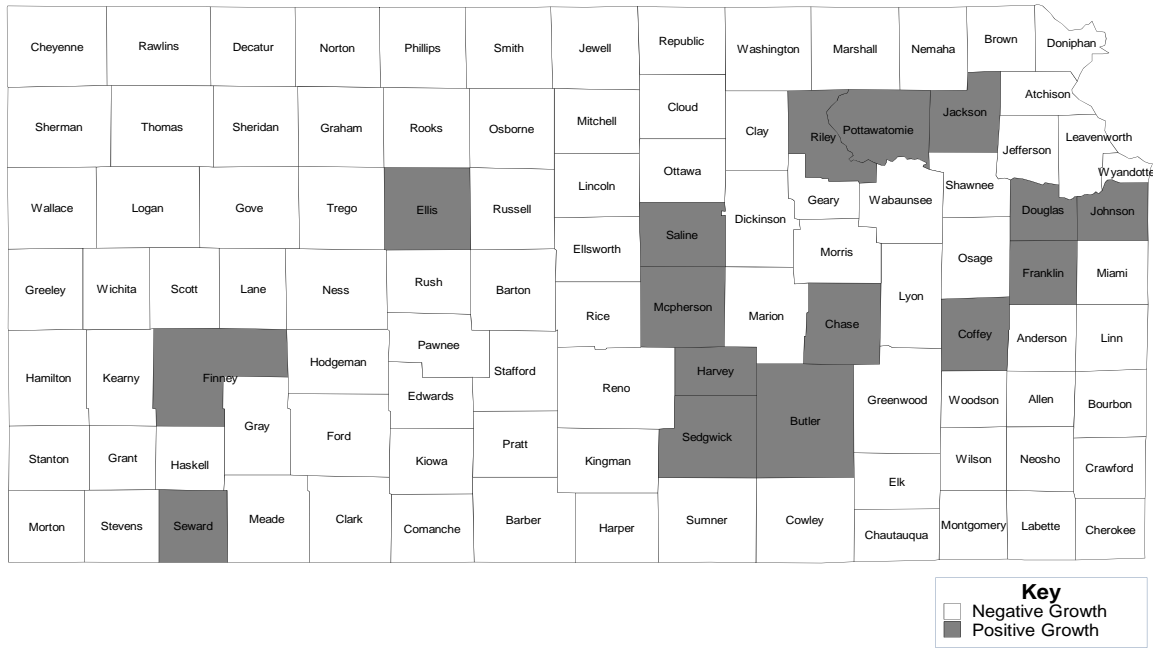 Cheyenne Rawlins Decatur Norton Phillips Smith Jewell Republic Washington Marshall Nemaha Brown Doniphan
Sherman Thomas Sheridan Graham Rooks Osborne Mitchell Cloud Clay Riley Pottawatomie Jackson Atchison
Jefferson Leavenworth
Wyandotte
Wallace Logan Gove Trego Ellis Russell Lincoln Ottawa Dickinson Geary Wabaunsee Shawnee Douglas Johnson
Saline
Ellsworth Morris Osage Franklin Miami
Greeley Wichita Scott Lane Ness Rush Barton Rice Mcpherson Marion Chase Lyon Coffey Anderson Linn
Hamilton Kearny Finney Hodgeman Pawnee Stafford Reno Harvey Butler Greenwood Woodson Allen Bourbon
Edwards
Gray Ford
Stanton Grant Haskell Kiowa Pratt Kingman Sedgwick Elk Wilson Neosho Crawford
Morton Stevens Seward Meade Clark Comanche Barber Harper Sumner Cowley Chautauqua Montgomery Labette Cherokee
Key
Negative Growth
Positive Growth